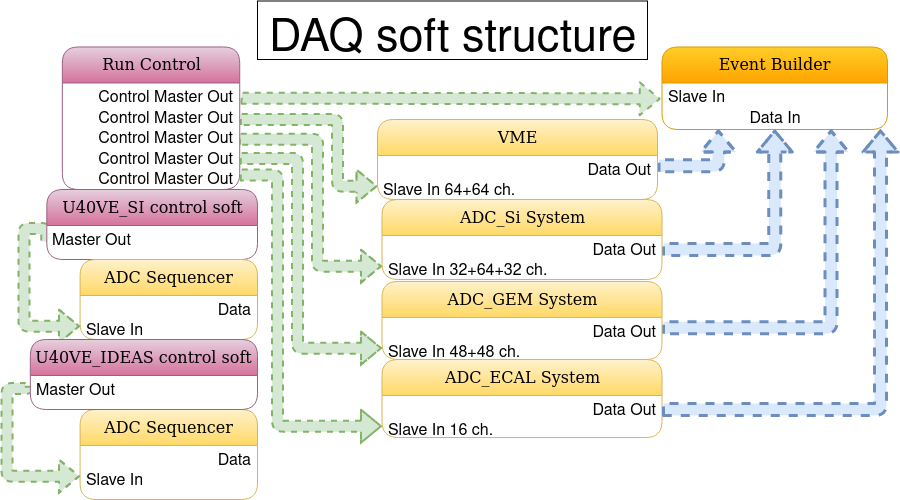 DAQ soft structure
Run Control
Control Master Out
Control Master Out
Control Master Out
Control Master Out
Control Master Out
U40VE_SI control soft
Master Out
ADC Sequencer
Data
Slave In
U40VE_IDEAS control soft
Master Out
ADC Sequencer
Data
Slave In
VME
Data Out
Slave In 64+64 ch.
ADC_Si System
Data Out
Slave In 32+64+32 ch.
ADC_GEM System
Data Out
Slave In 48+48 ch.
ADC_ECAL System
Data Out
Slave In 16 ch.
Event Builder
Slave In
Data In